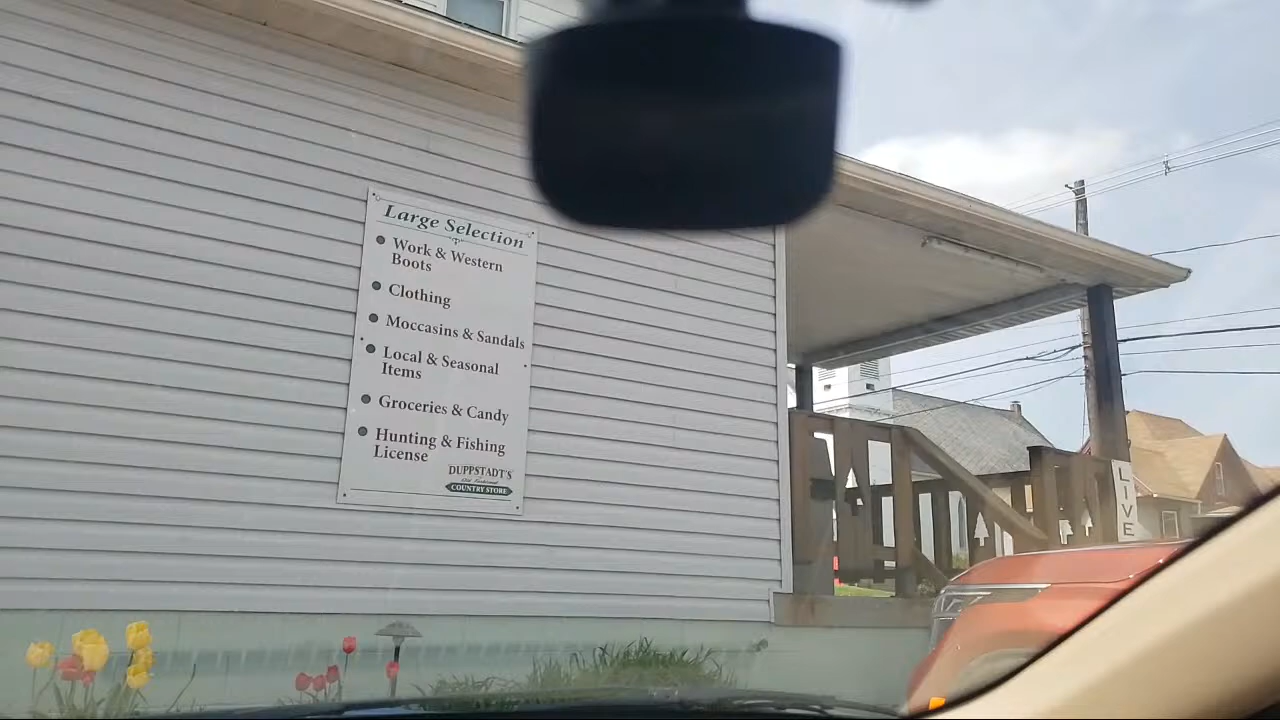 Large Selection
Work & Western
Boots
Clothing
Moccasins & Sandals
Local & Seasonal
Items
Groceries & Candy
Hunting & Fishing
License
DUPPSTADT'S
COUNTRY STORE
LIVE